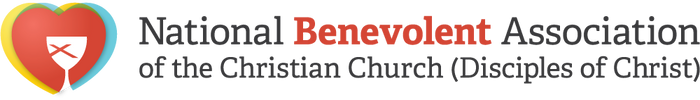 National Benevolent Association
of the Christian Church (Disciples of Christ)